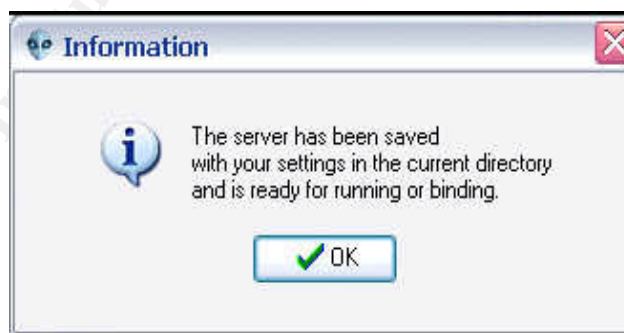 Information
The server has been saved
with your settings in the current directory
and is ready for running or binding.
OK